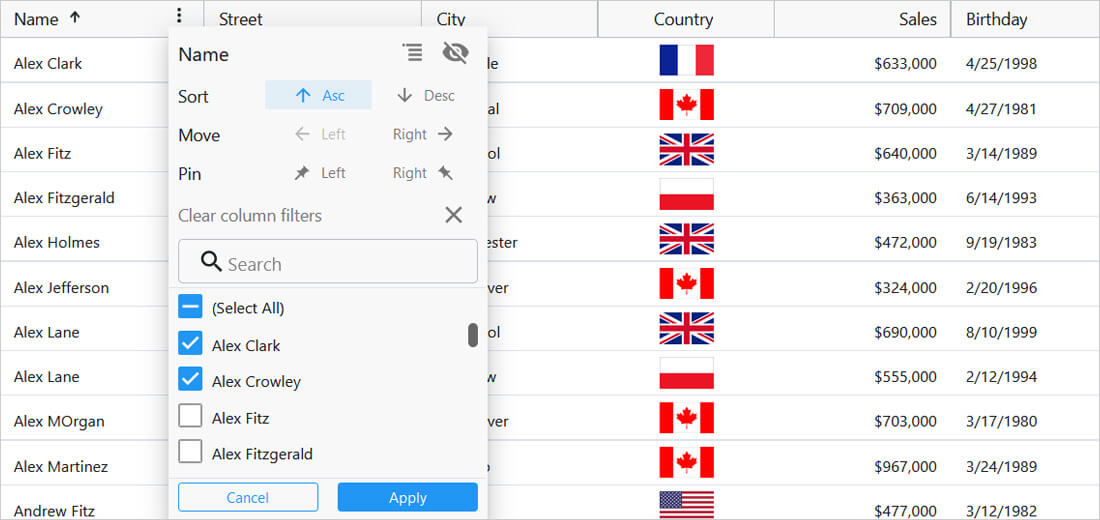 Name Street City Country Sales Birthday
Name
Sort Asc Desc
Move Left Right
Pin Left Right
Clear column filters
Search
(Select All)
Alex Clark
Alex Crowley
Alex Fitz
Alex Fitzgerald
Cancel Apply
Alex Clark le $633,000 4/25/1998
Alex Crowley al $709,000 4/27/1981
Alex Fitz ol $640,000 3/14/1989
Alex Fitzgerald w $363,000 6/14/1993
Alex Holmes ester $472,000 9/19/1983
Alex Jefferson ver $324,000 2/20/1996
Alex Lane ol $690,000 8/10/1999
Alex Lane w $555,000 2/12/1994
Alex MOrgan ver $703,000 3/17/1980
Alex Martinez $967,000 3/24/1989
Andrew Fitz $477,000 3/12/1982